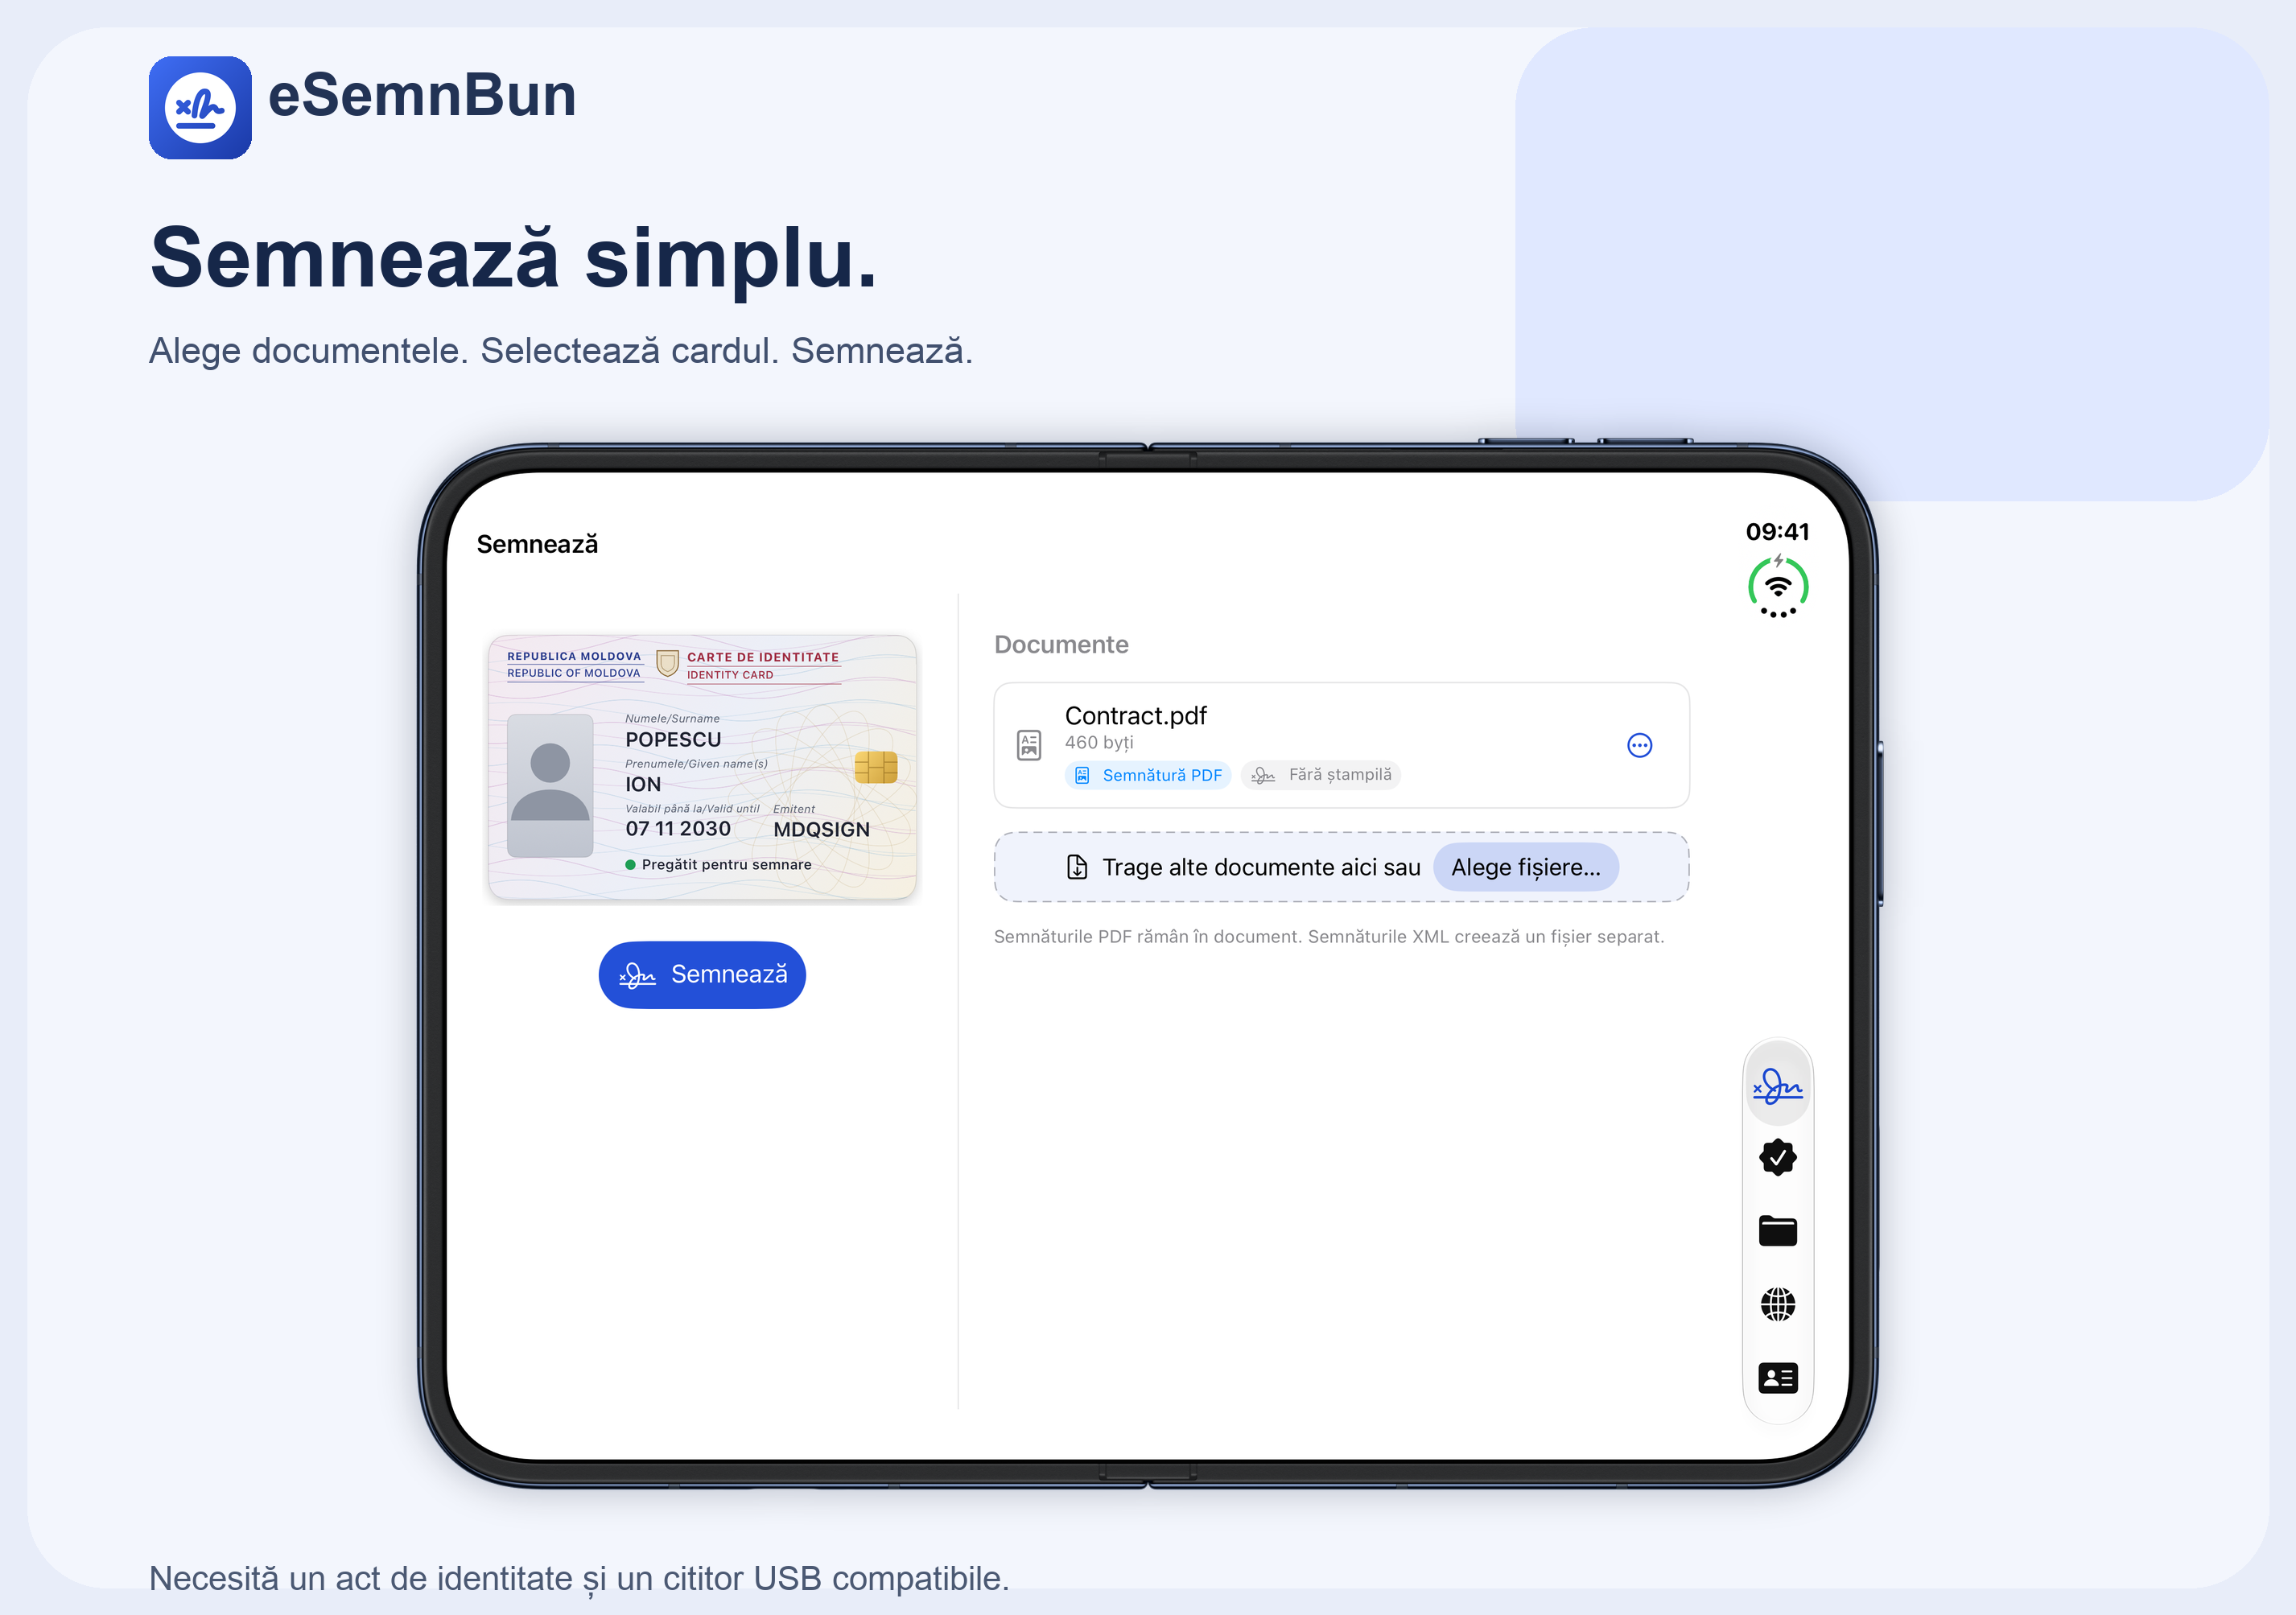 eSemnBun
Semnează simplu.
Alege documentele. Selectează cardul. Semnează.
Semnează
09:41
REPUBLICA MOLDOVA
REPUBLIC OF MOLDOVA
CARTE DE IDENTITATE
IDENTITY CARD
Numele/Surname
POPESCU
Prenumele/Given name(s)
ION
Valabil până la/Valid until Emitent
07 11 2030 MDQSIGN
Pregătit pentru semnare
Semnează
Documente
Contract.pdf
460 byți
Semnătură PDF Fără ștampilă
Trage alte documente aici sau Alege fișiere...
Semnăturile PDF rămân în document. Semnăturile XML creează un fișier separat.
Necesită un act de identitate și un cititor USB compatibile.